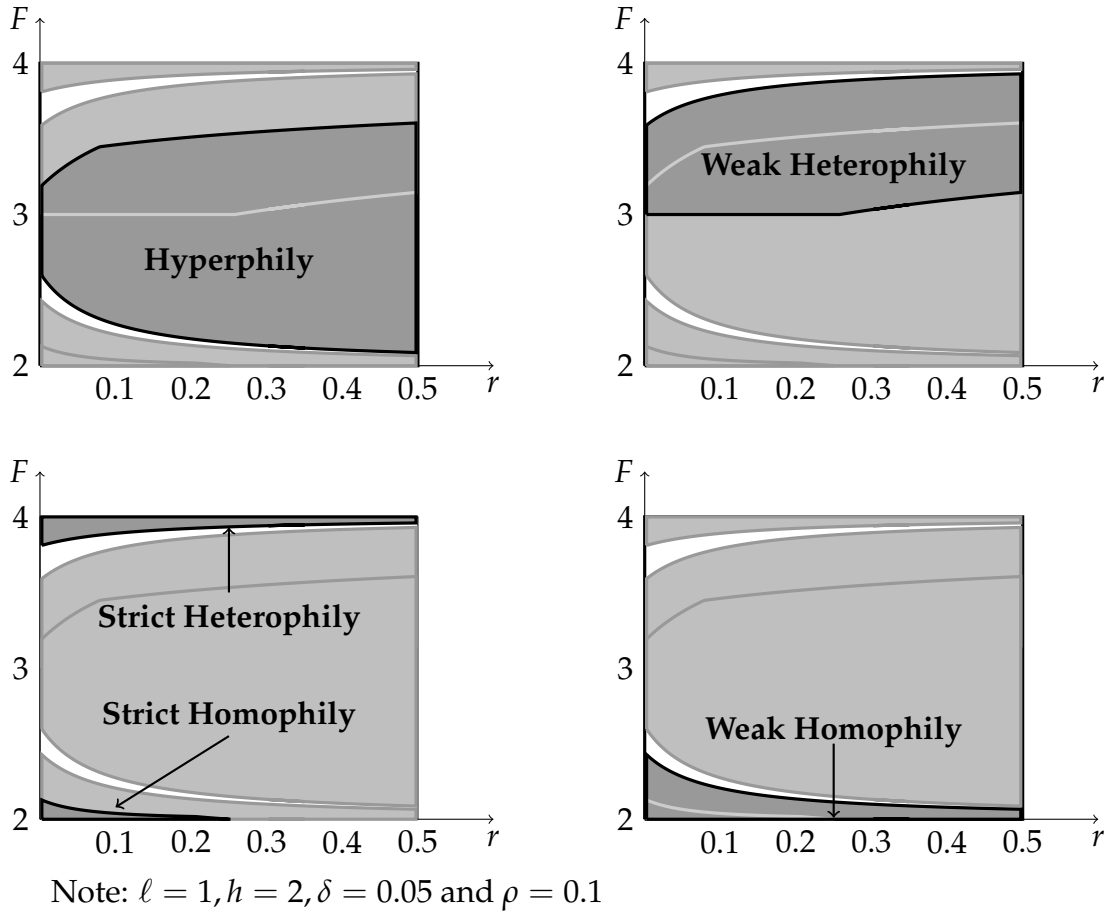 F
4
3
Hyperphily
2
0.1 0.2 0.3 0.4 0.5 r
F
4
Weak Heterophily
3
2
0.1 0.2 0.3 0.4 0.5 r
F
4
Strict Heterophily
3
Strict Homophily
2
0.1 0.2 0.3 0.4 0.5 r
F
4
3
Weak Homophily
2
0.1 0.2 0.3 0.4 0.5 r
Note: ℓ = 1, h = 2, δ = 0.05 and ρ = 0.1